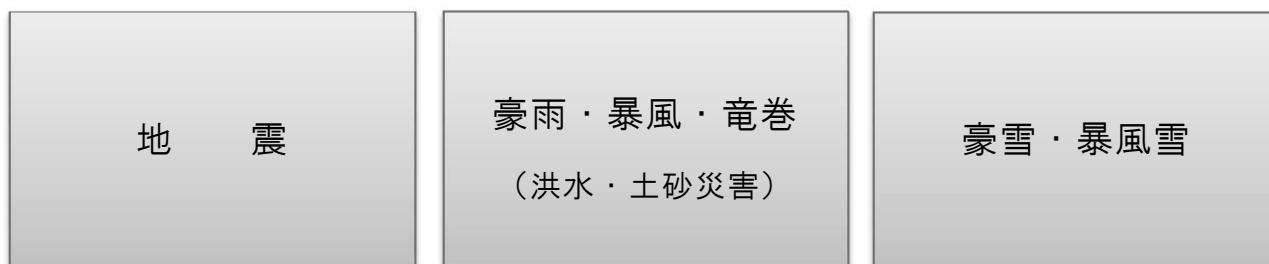 地　　震
豪雨・暴風・竜巻
（洪水・土砂災害）
豪雪・暴風雪